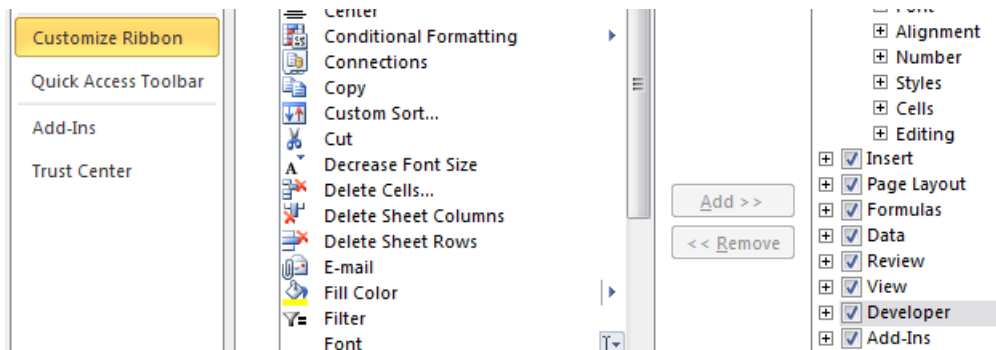 Customize Ribbon
Quick Access Toolbar
Add-Ins
Trust Center
Center
Conditional Formatting
Connections
Copy
Custom Sort...
Cut
Decrease Font Size
Delete Cells...
Delete Sheet Columns
Delete Sheet Rows
E-mail
Fill Color
Filter
Font
Add >>
<< Remove
Font
Alignment
Number
Styles
Cells
Editing
Insert
Page Layout
Formulas
Data
Review
View
Developer
Add-Ins